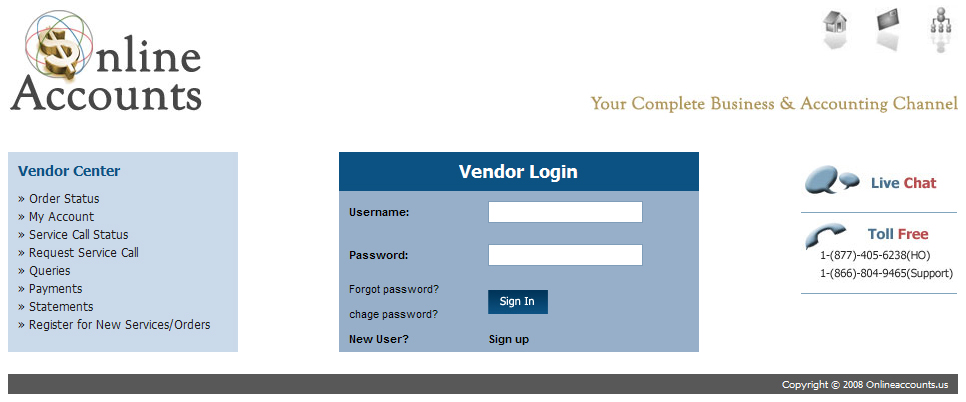 Online
Accounts
Your Complete Business & Accounting Channel
Vendor Center
» Order Status
» My Account
» Service Call Status
» Request Service Call
» Queries
» Payments
» Statements
» Register for New Services/Orders
Vendor Login
Username:
Password:
Forgot password?
chage password?
Sign In
New User? Sign up
Live Chat
Toll Free
1-(877)-405-6238(HO)
1-(866)-804-9465(Support)
Copyright © 2008 Onlineaccounts.us